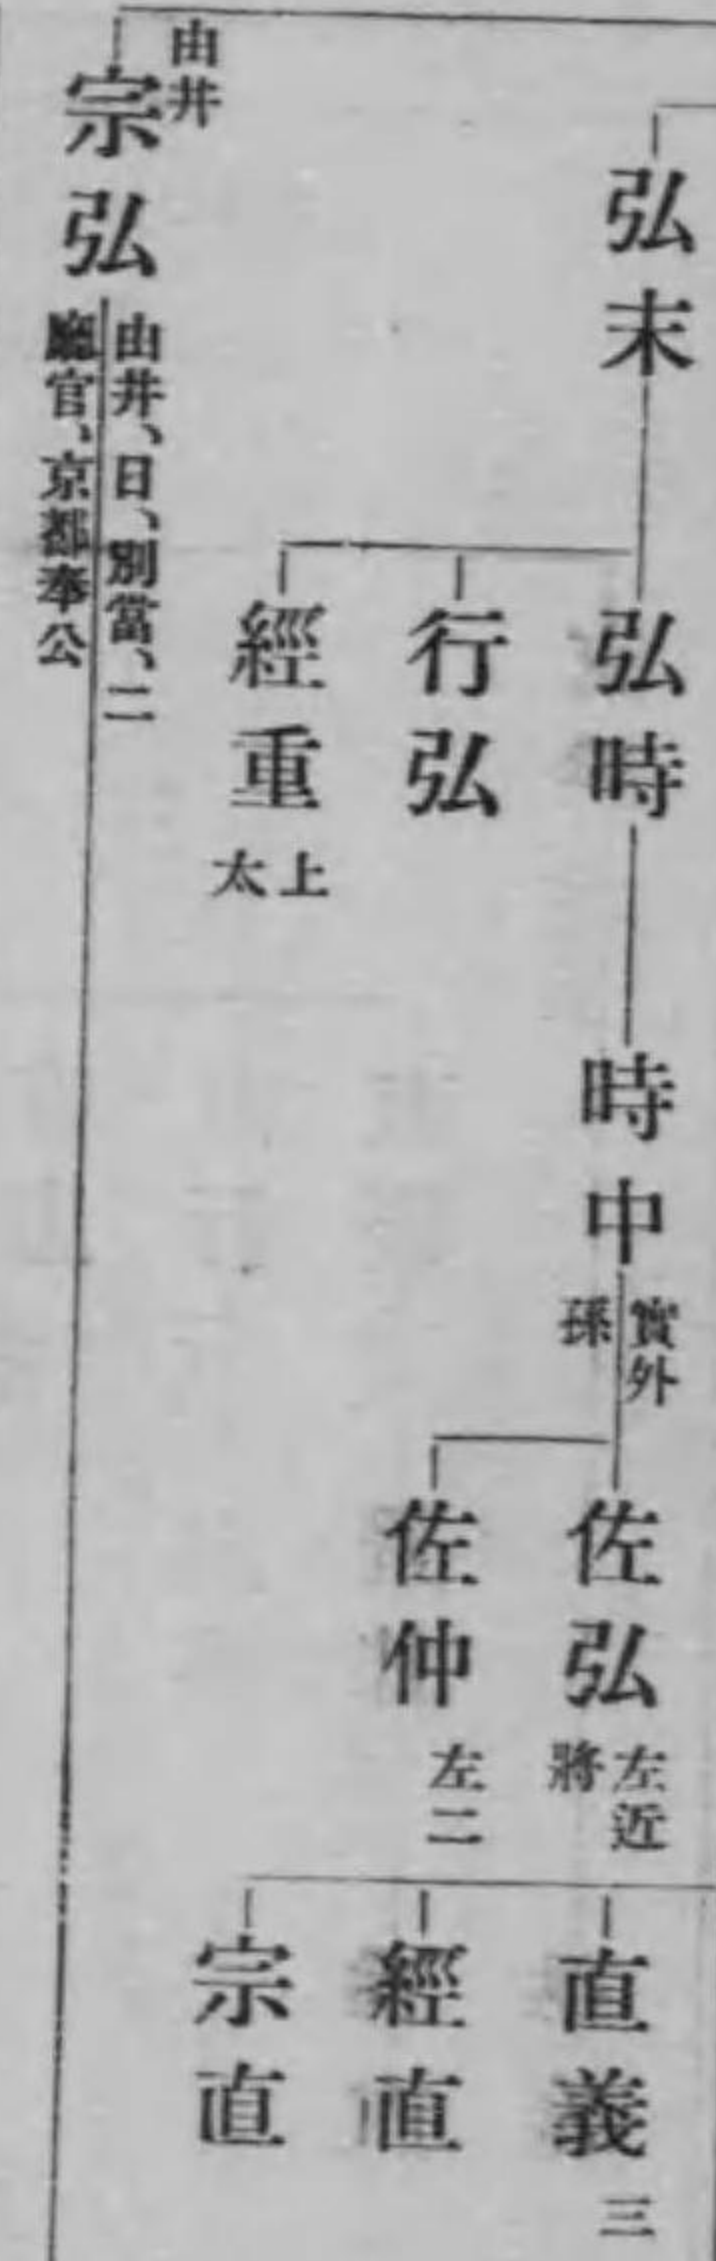 弘末
弘時
時中
實外
孫
佐弘
左近
將
佐仲
左二
行弘
經重
上
太
直義
三
經直
宗直
由井
宗弘
由井、日、別當、二
廳官、京都奉公